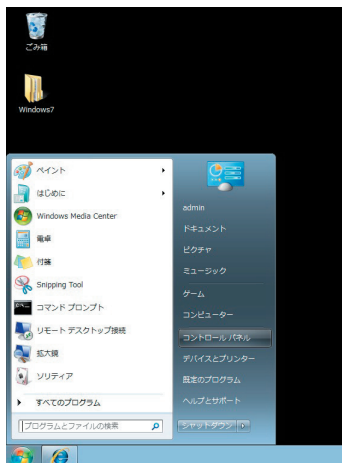 ごみ箱
Windows7
ペイント
はじめに
Windows Media Center
電卓
付箋
Snipping Tool
コマンド プロンプト
リモート デスクトップ接続
拡大鏡
ソリティア
すべてのプログラム
プログラムとファイルの検索
admin
ドキュメント
ピクチャ
ミュージック
ゲーム
コンピューター
コントロール パネル
デバイスとプリンター
既定のプログラム
ヘルプとサポート
シャットダウン